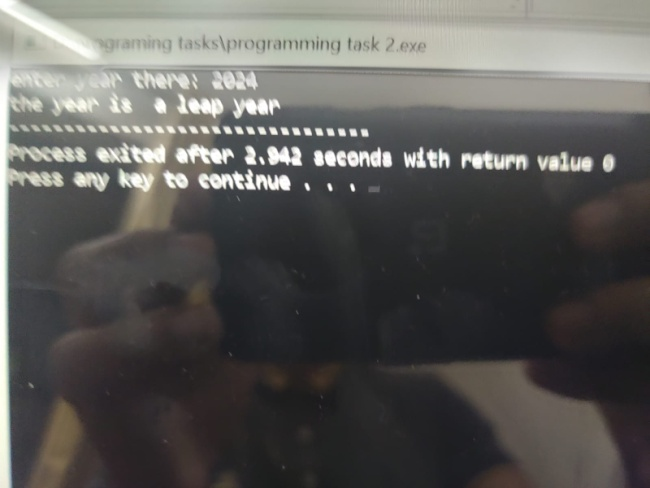 programing tasks\programming task 2.exe
enter year there: 2024
the year is  a leap year
--------------------------------
Process exited after 2.942 seconds with return value 0
Press any key to continue . . .